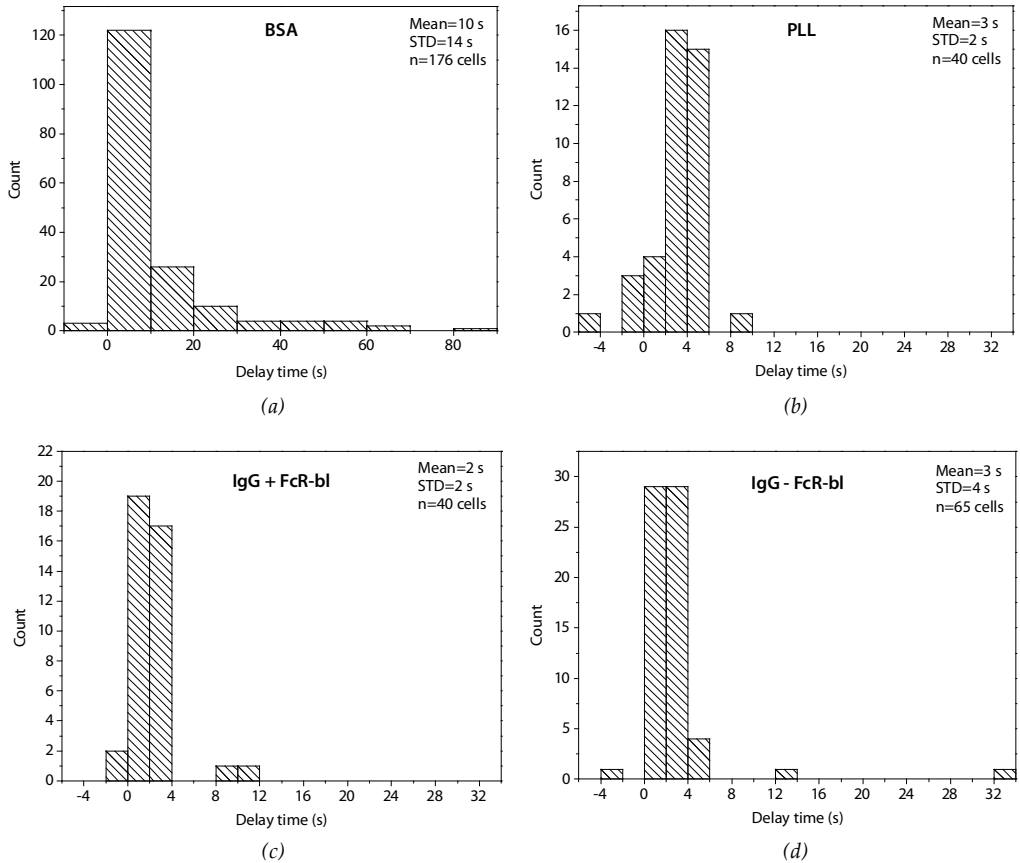 BSA
Mean=10 s
STD=14 s
n=176 cells
120
100
80
60
40
20
0
Count
0 20 40 60 80
Delay time (s)
(a)
PLL
Mean=3 s
STD=2 s
n=40 cells
16
14
12
10
8
6
4
2
0
Count
-4 0 4 8 12 16 20 24 28 32
Delay time (s)
(b)
IgG + FcR-bl
Mean=2 s
STD=2 s
n=40 cells
22
20
18
16
14
12
10
8
6
4
2
0
Count
-4 0 4 8 12 16 20 24 28 32
Delay time (s)
(c)
IgG - FcR-bl
Mean=3 s
STD=4 s
n=65 cells
30
25
20
15
10
5
0
Count
-4 0 4 8 12 16 20 24 28 32
Delay time (s)
(d)